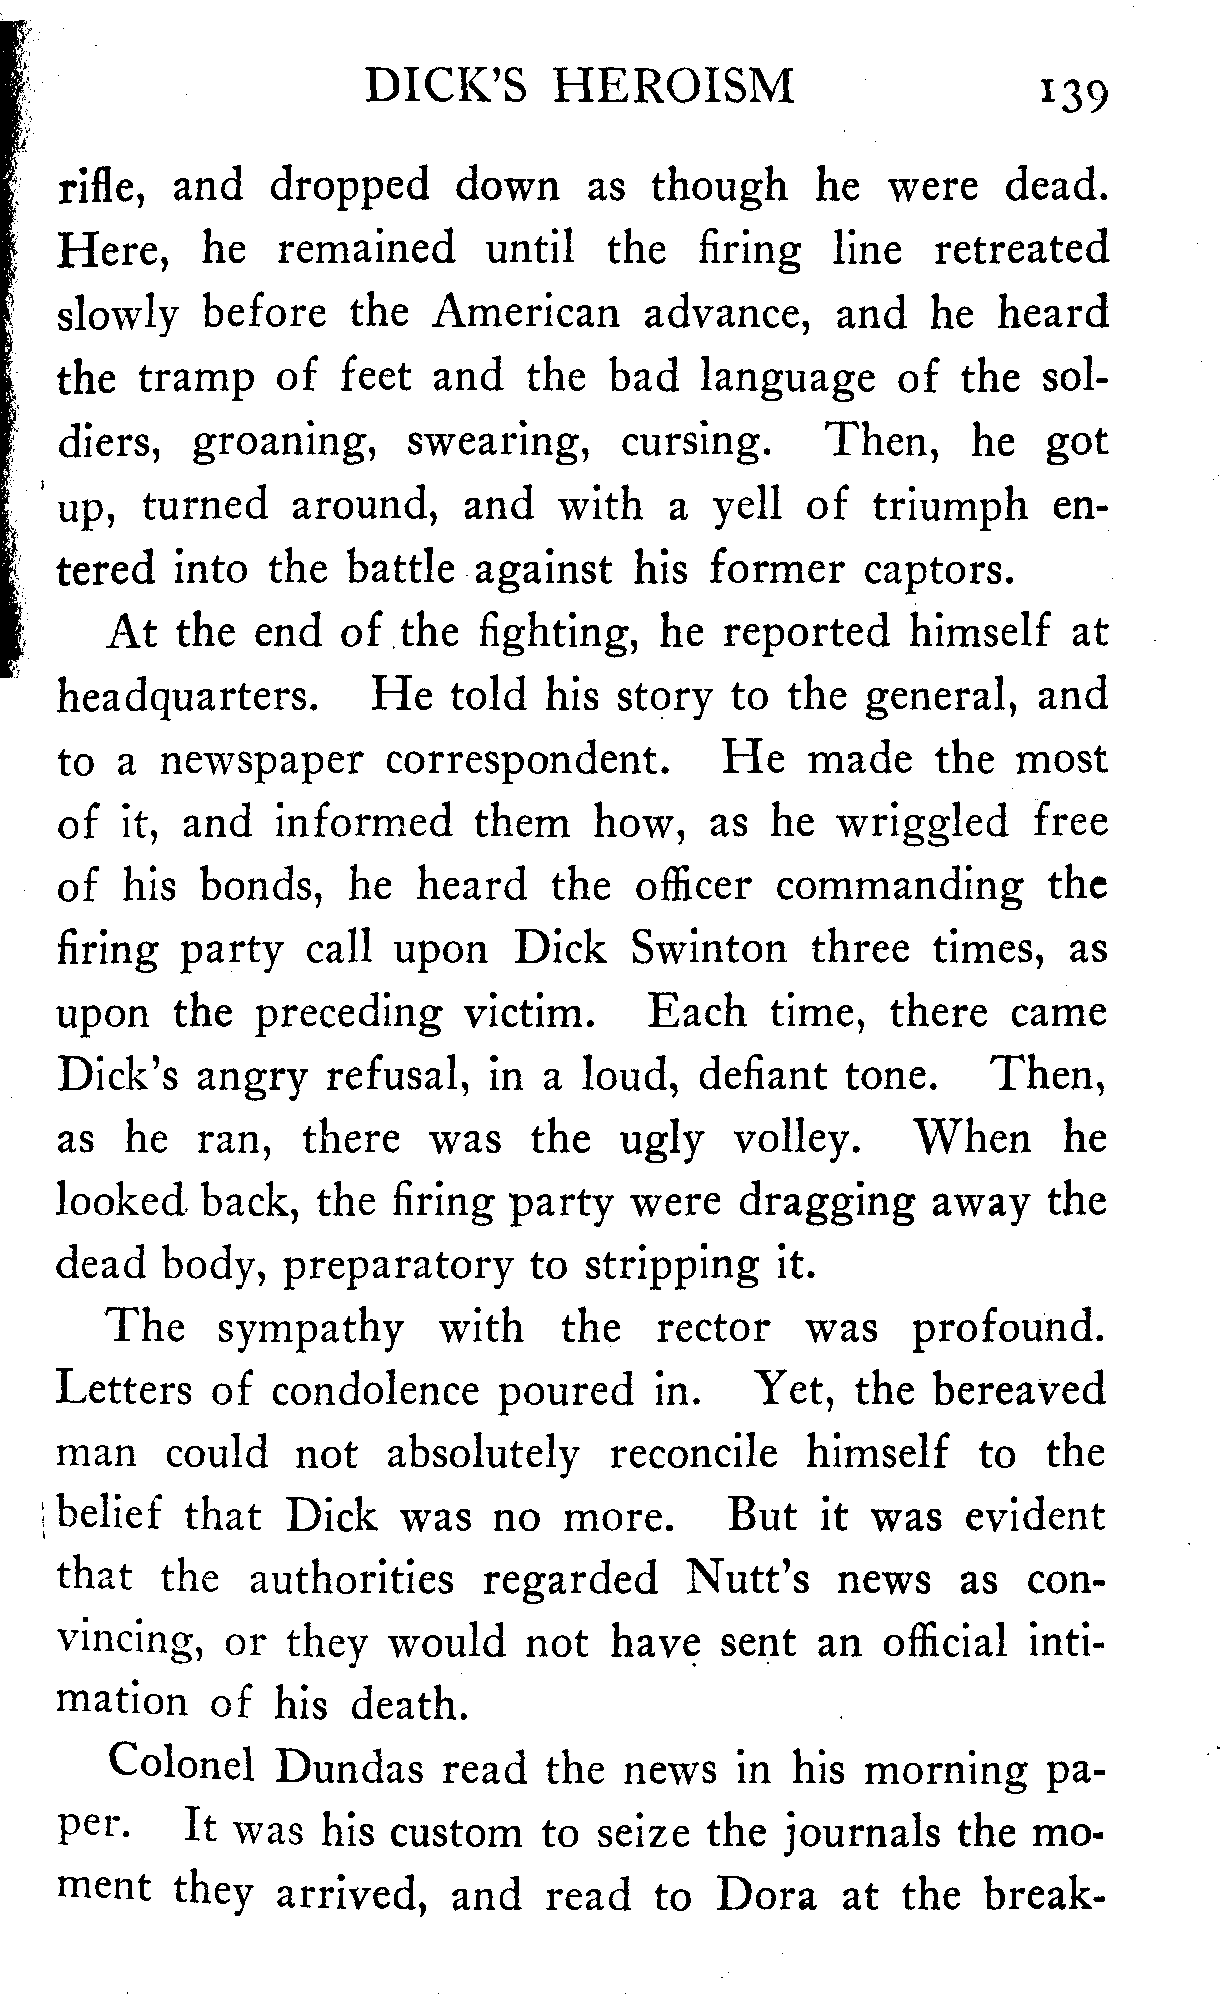 DICK'S HEROISM 139
rifle, and dropped down as though he were dead.
Here, he remained until the firing line retreated
slowly before the American advance, and he heard
the tramp of feet and the bad language of the sol-
diers, groaning, swearing, cursing. Then, he got
up, turned around, and with a yell of triumph en-
tered into the battle against his former captors.
At the end of the fighting, he reported himself at
headquarters. He told his story to the general, and
to a newspaper correspondent. He made the most
of it, and informed them how, as he wriggled free
of his bonds, he heard the officer commanding the
firing party call upon Dick Swinton three times, as
upon the preceding victim. Each time, there came
Dick's angry refusal, in a loud, defiant tone. Then,
as he ran, there was the ugly volley. When he
looked back, the firing party were dragging away the
dead body, preparatory to stripping it.
The sympathy with the rector was profound.
Letters of condolence poured in. Yet, the bereaved
man could not absolutely reconcile himself to the
belief that Dick was no more. But it was evident
that the authorities regarded Nutt's news as con-
vincing, or they would not have sent an official inti-
mation of his death.
Colonel Dundas read the news in his morning pa-
per. It was his custom to seize the journals the mo-
ment they arrived, and read to Dora at the break-